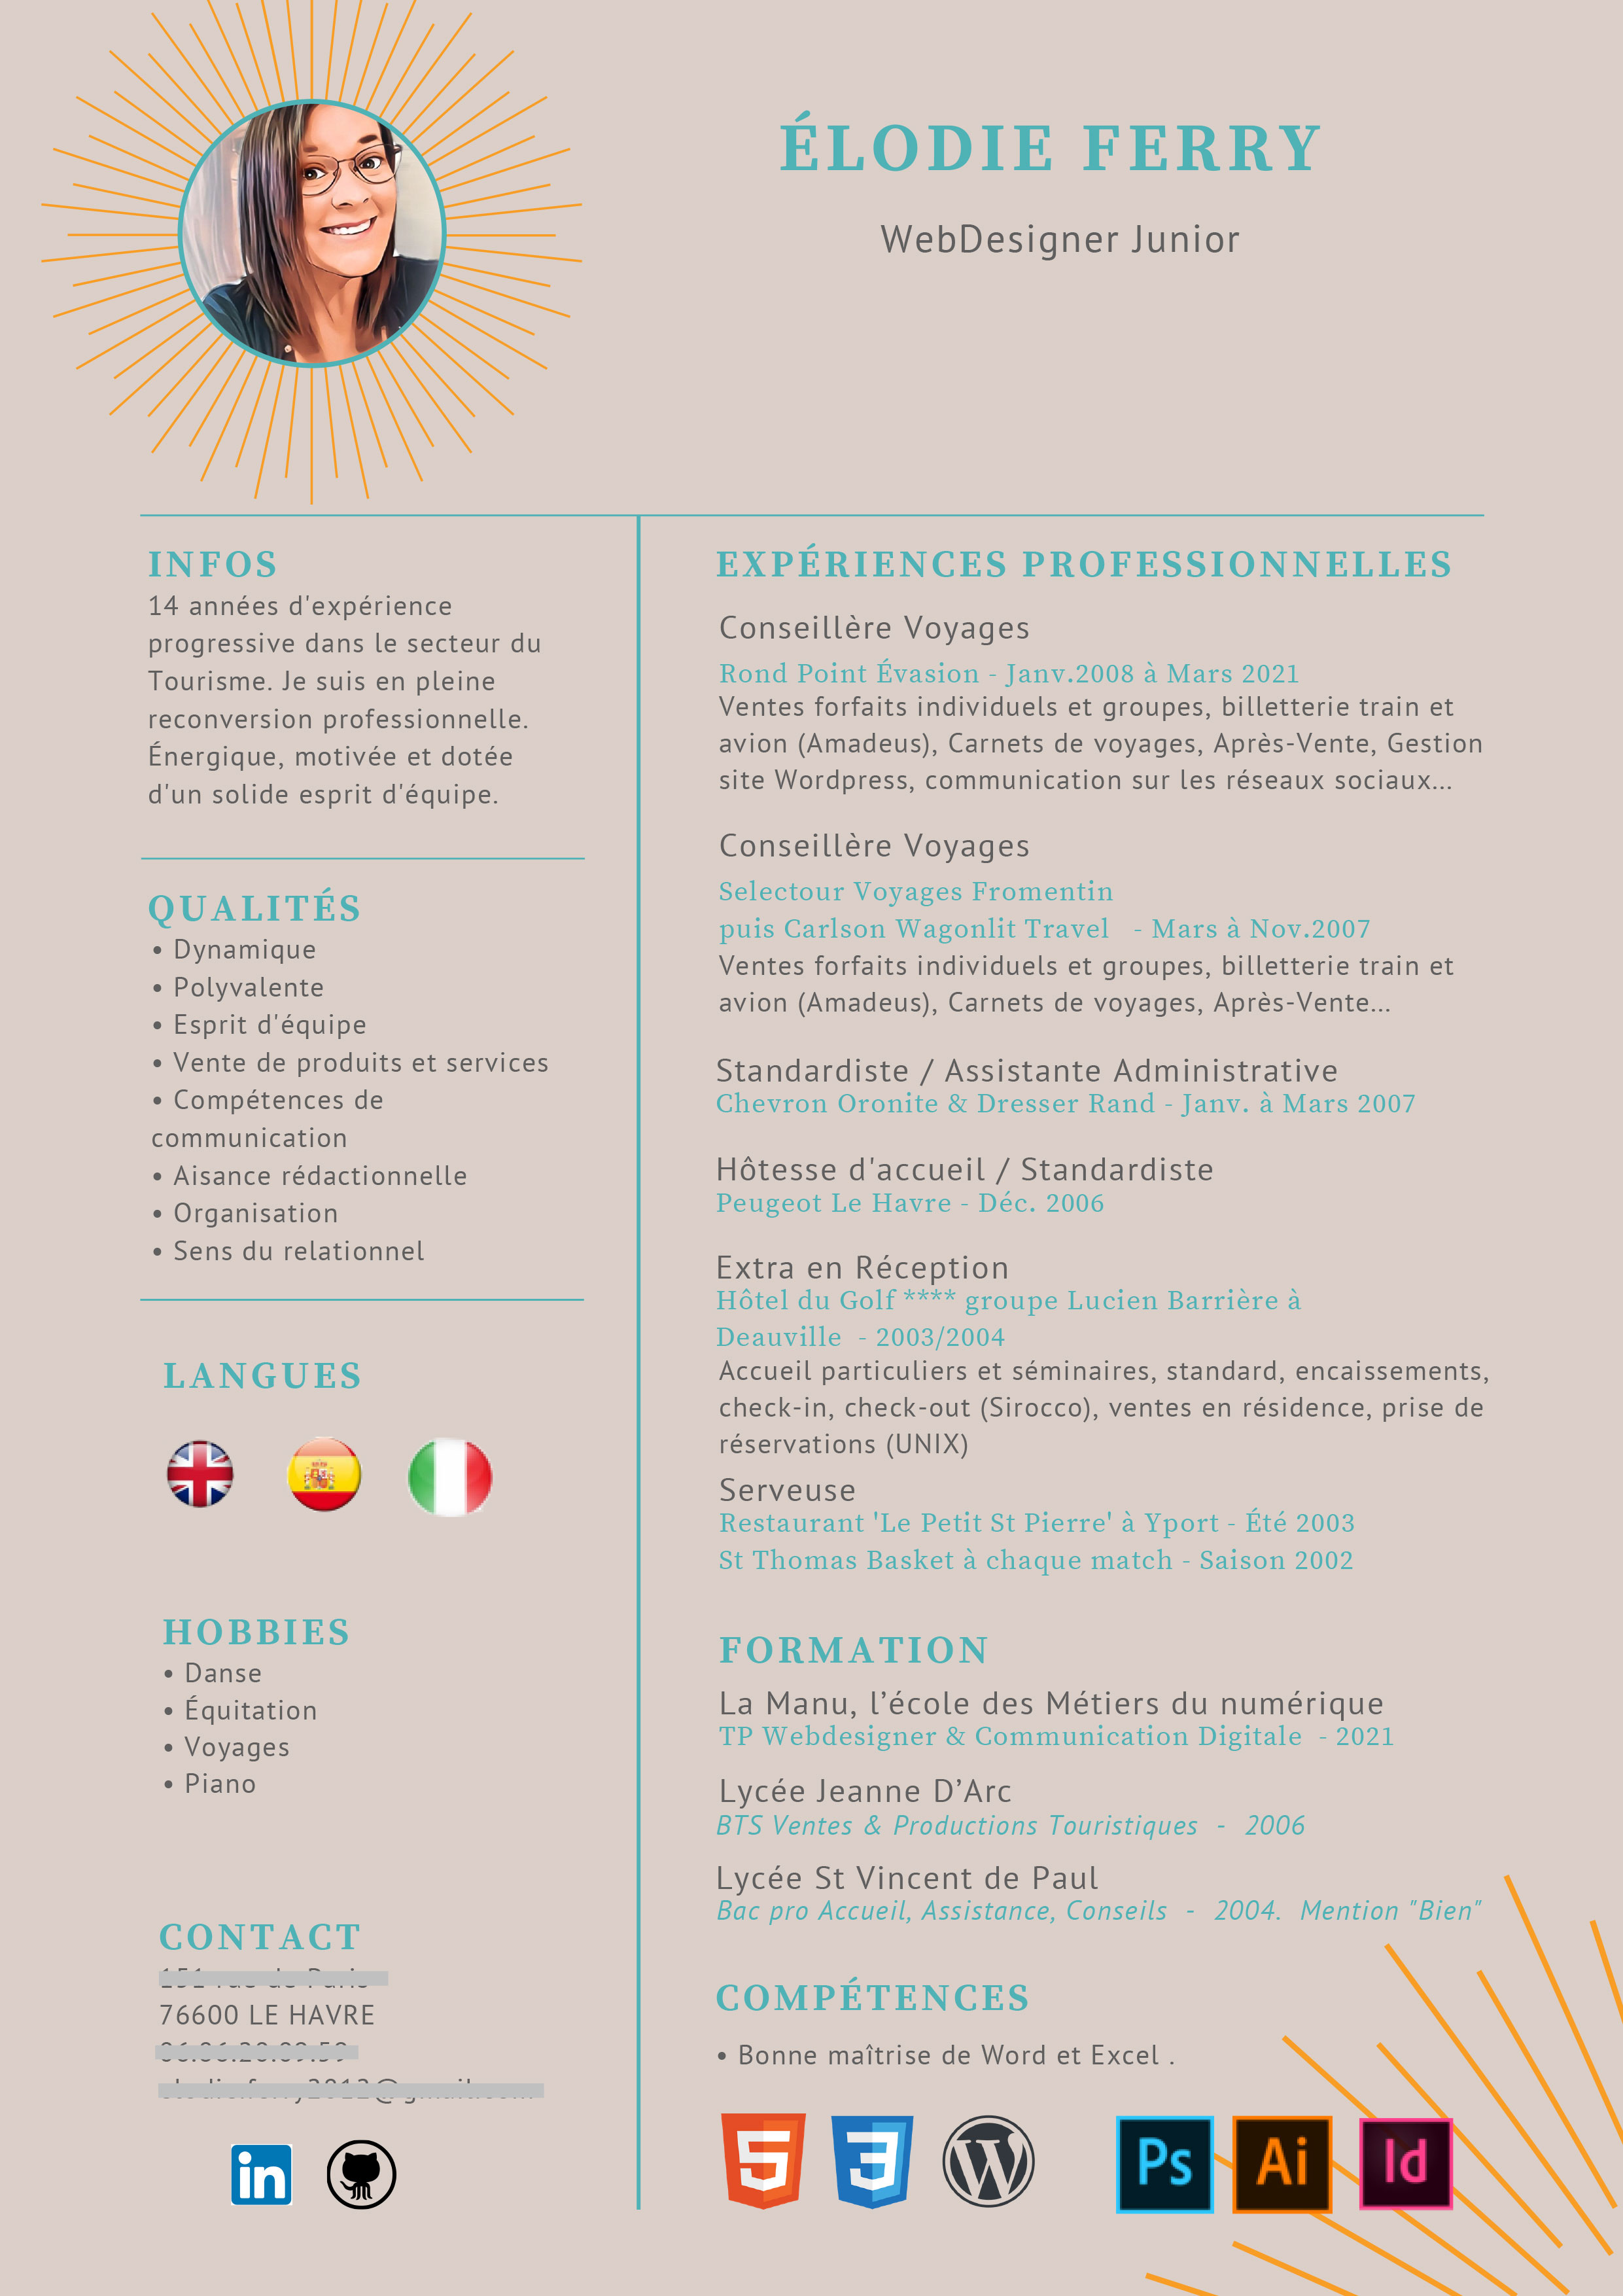 ÉLODIE FERRY
WebDesigner Junior
INFOS
14 années d'expérience
progressive dans le secteur du
Tourisme. Je suis en pleine
reconversion professionnelle.
Énergique, motivée et dotée
d'un solide esprit d'équipe.
QUALITÉS
• Dynamique
• Polyvalente
• Esprit d'équipe
• Vente de produits et services
• Compétences de
communication
• Aisance rédactionnelle
• Organisation
• Sens du relationnel
LANGUES
HOBBIES
• Danse
• Équitation
• Voyages
• Piano
CONTACT
76600 LE HAVRE
in
EXPÉRIENCES PROFESSIONNELLES
Conseillère Voyages
Rond Point Évasion - Janv.2008 à Mars 2021
Ventes forfaits individuels et groupes, billetterie train et
avion (Amadeus), Carnets de voyages, Après-Vente, Gestion
site Wordpress, communication sur les réseaux sociaux...
Conseillère Voyages
Selectour Voyages Fromentin
puis Carlson Wagonlit Travel - Mars à Nov.2007
Ventes forfaits individuels et groupes, billetterie train et
avion (Amadeus), Carnets de voyages, Après-Vente...
Standardiste / Assistante Administrative
Chevron Oronite & Dresser Rand - Janv. à Mars 2007
Hôtesse d'accueil / Standardiste
Peugeot Le Havre - Déc. 2006
Extra en Réception
Hôtel du Golf **** groupe Lucien Barrière à
Deauville - 2003/2004
Accueil particuliers et séminaires, standard, encaissements,
check-in, check-out (Sirocco), ventes en résidence, prise de
réservations (UNIX)
Serveuse
Restaurant 'Le Petit St Pierre' à Yport - Été 2003
St Thomas Basket à chaque match - Saison 2002
FORMATION
La Manu, l’école des Métiers du numérique
TP Webdesigner & Communication Digitale - 2021
Lycée Jeanne D’Arc
BTS Ventes & Productions Touristiques - 2006
Lycée St Vincent de Paul
Bac pro Accueil, Assistance, Conseils - 2004. Mention "Bien"
COMPÉTENCES
• Bonne maîtrise de Word et Excel .
5 3 W Ps Ai Id